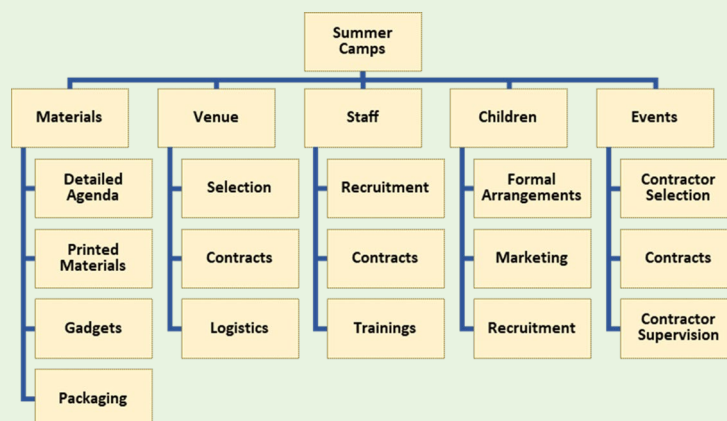 Summer
Camps
Materials
Venue
Staff
Children
Events
Detailed
Agenda
Selection
Recruitment
Formal
Arrangements
Contractor
Selection
Printed
Materials
Contracts
Contracts
Marketing
Contracts
Gadgets
Logistics
Trainings
Recruitment
Contractor
Supervision
Packaging